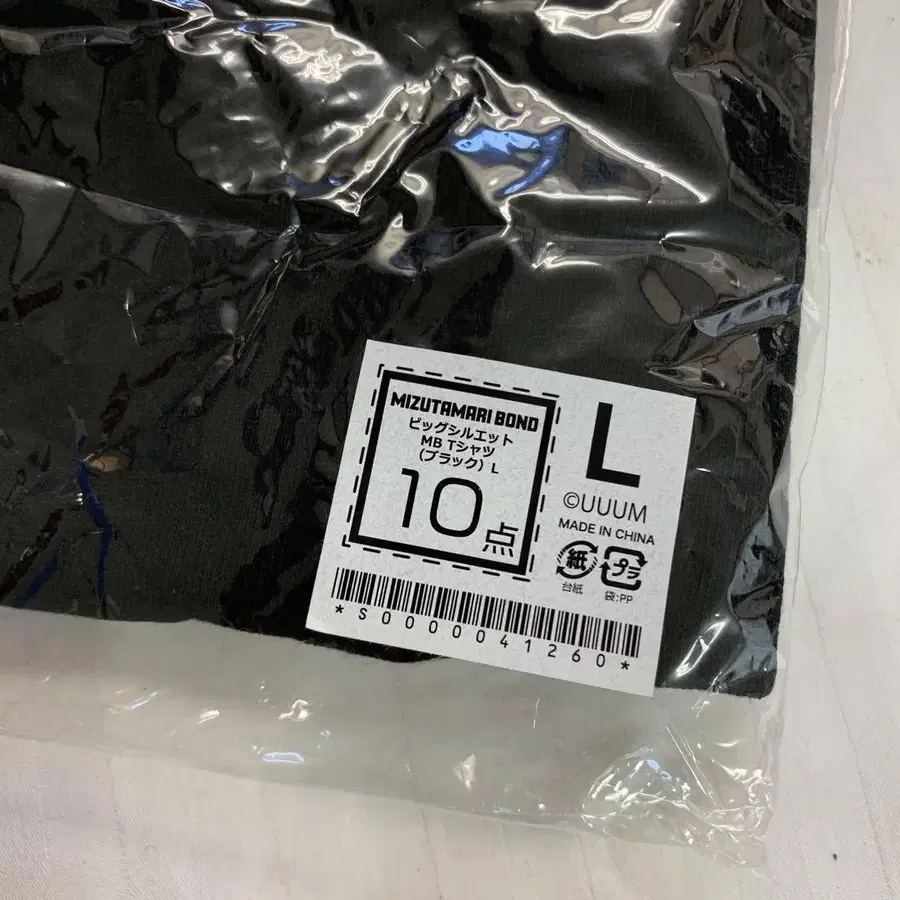 MIZUTAMARI BOND
ビッグシルエット
MB Tシャツ
(ブラック) L
10点
L
©UUUM
MADE IN CHINA
紙 プラ
台紙 袋:PP
*S0000041260*